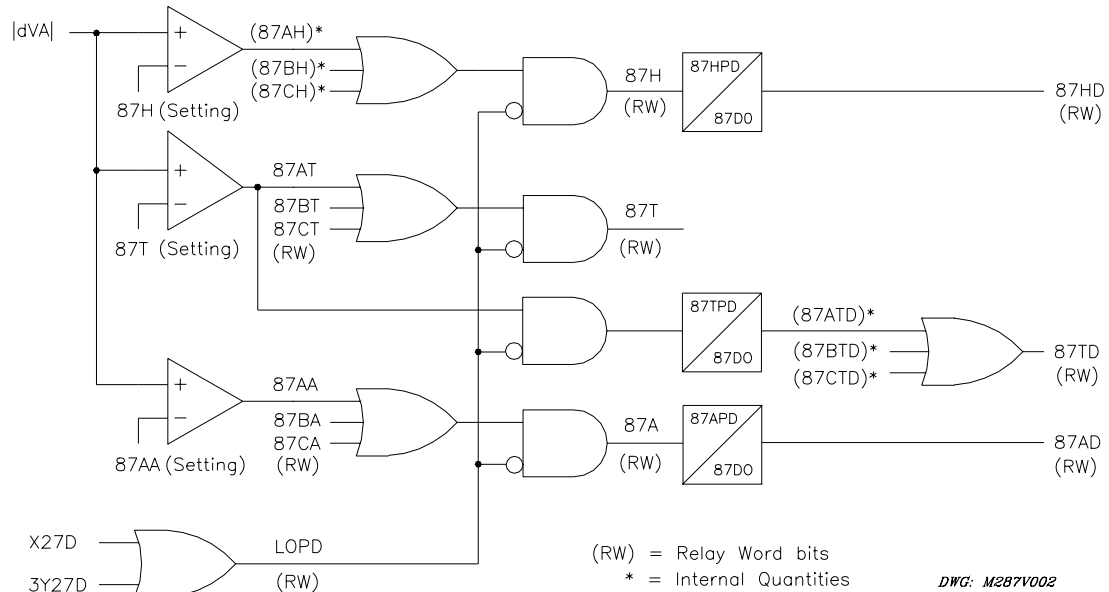 |dVA|
+
−
87H (Setting)
(87AH)*
(87BH)*
(87CH)*
87H
(RW)
87HPD
87DO
87HD
(RW)
+
−
87T (Setting)
87AT
87BT
87CT
(RW)
87T
(RW)
87TPD
87DO
(87ATD)*
(87BTD)*
(87CTD)*
87TD
(RW)
+
−
87AA (Setting)
87AA
87BA
87CA
(RW)
87A
(RW)
87APD
87DO
87AD
(RW)
X27D
3Y27D
LOPD
(RW)
(RW) = Relay Word bits
* = Internal Quantities
DWG: M287V002